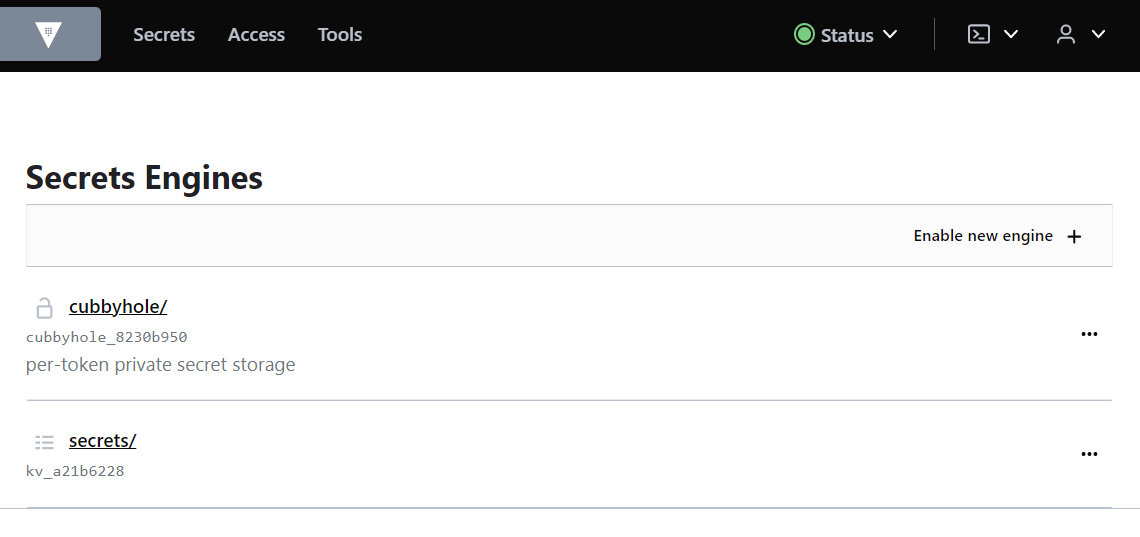 Secrets Access Tools Status
Secrets Engines
Enable new engine
cubbyhole/
cubbyhole_8230b950
per-token private secret storage
secrets/
kv_a21b6228